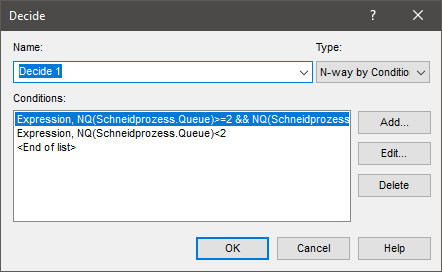 Decide
?
Name:
Type:
Decide 1
N-way by Condition
Conditions:
Expression, NQ(Schneidprozess.Queue)>=2 && NQ(Schneidprozess
Expression, NQ(Schneidprozess.Queue)<2
<End of list>
Add...
Edit...
Delete
OK
Cancel
Help